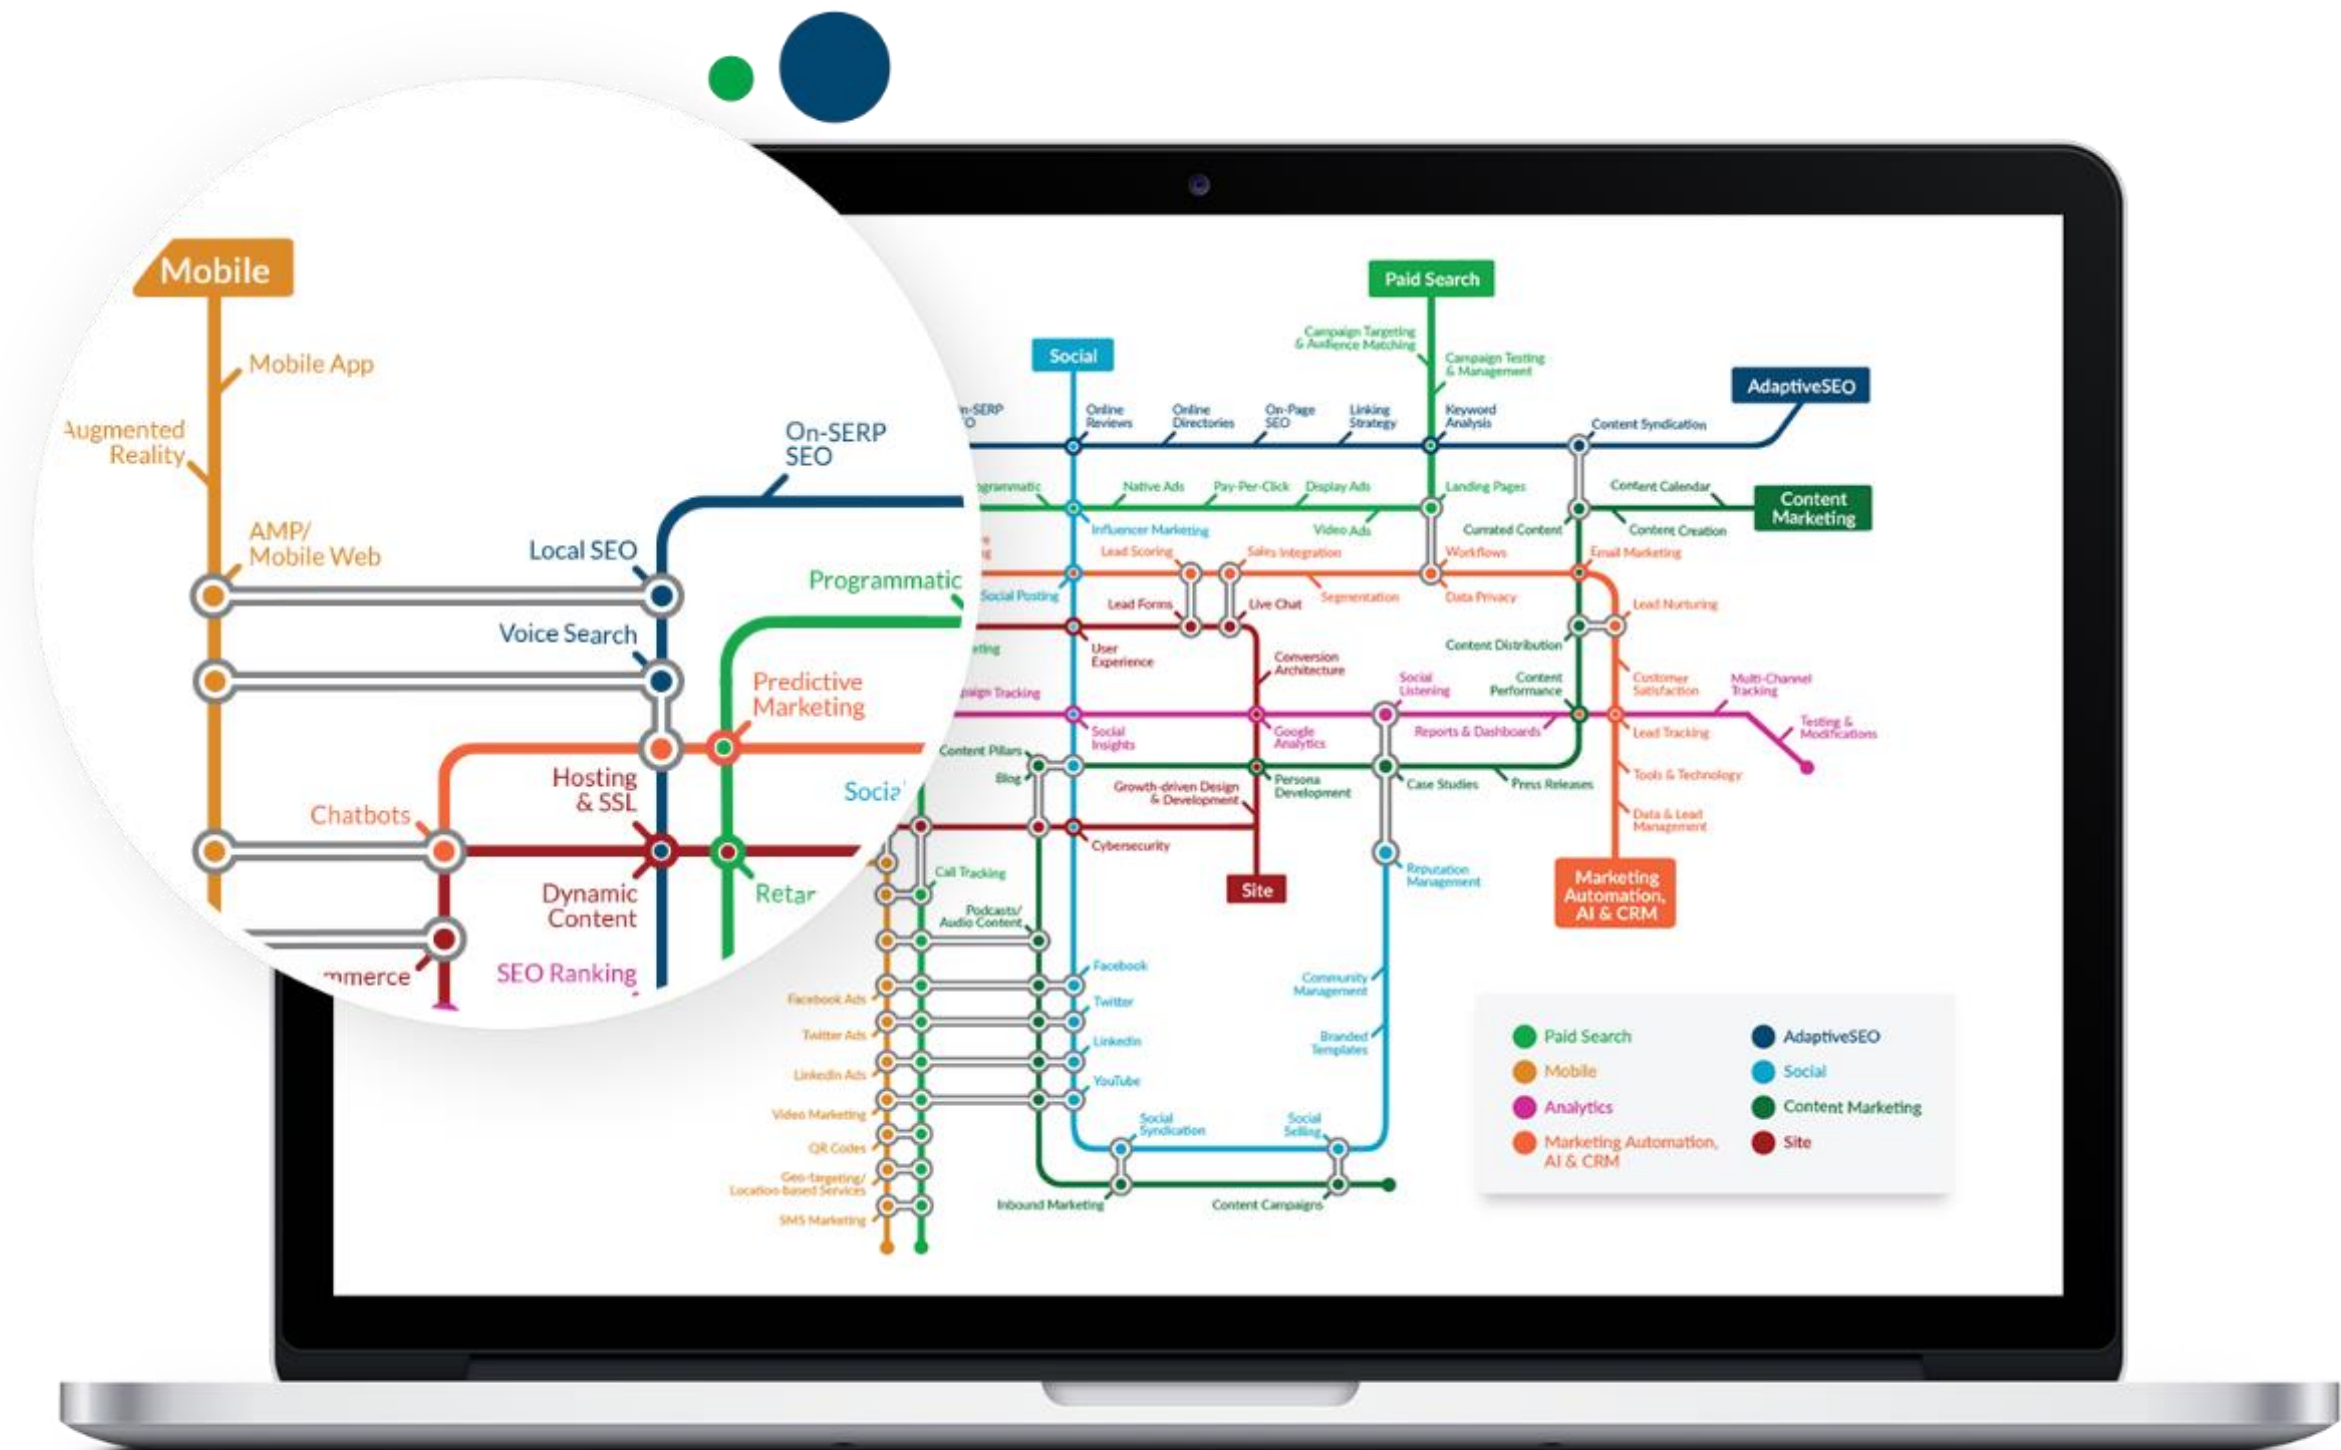 Mobile
Mobile App
Augmented
Reality
AMP/
Mobile Web
Local SEO
Voice Search
On-SERP
SEO
Programmatic
Predictive
Marketing
Hosting
& SSL
Chatbots
Dynamic
Content
SEO Ranking
Paid Search
Campaign Targeting
& Audience Matching
Campaign Testing
& Management
Social
AdaptiveSEO
Online
Reviews
Online
Directories
On-Page
SEO
Linking
Strategy
Keyword
Analysis
Content Syndication
Native Ads
Pay-Per-Click
Display Ads
Landing Pages
Content Calendar
Content
Marketing
Influencer Marketing
Video Ads
Currated Content
Content Creation
Lead Scoring
Sales Integration
Workflows
Email Marketing
Social Posting
Lead Forms
Live Chat
Segmentation
Data Privacy
Lead Nurturing
User
Experience
Conversion
Architecture
Content Distribution
Social
Listening
Content
Performance
Customer
Satisfaction
Multi-Channel
Tracking
Social
Insights
Google
Analytics
Reports & Dashboards
Lead Tracking
Testing &
Modifications
Content Pillars
Blog
Growth-driven Design
& Development
Persona
Development
Case Studies
Press Releases
Tools & Technology
Data & Lead
Management
Cybersecurity
Call Tracking
Site
Reputation
Management
Marketing
Automation,
AI & CRM
Podcasts/
Audio Content
Facebook
Twitter
LinkedIn
YouTube
Facebook Ads
Twitter Ads
LinkedIn Ads
Video Marketing
QR Codes
Geo-targeting/
Location-based Services
SMS Marketing
Community
Management
Branded
Templates
Social
Syndication
Social
Selling
Inbound Marketing
Content Campaigns
Paid Search
Mobile
Analytics
Marketing Automation,
AI & CRM
AdaptiveSEO
Social
Content Marketing
Site